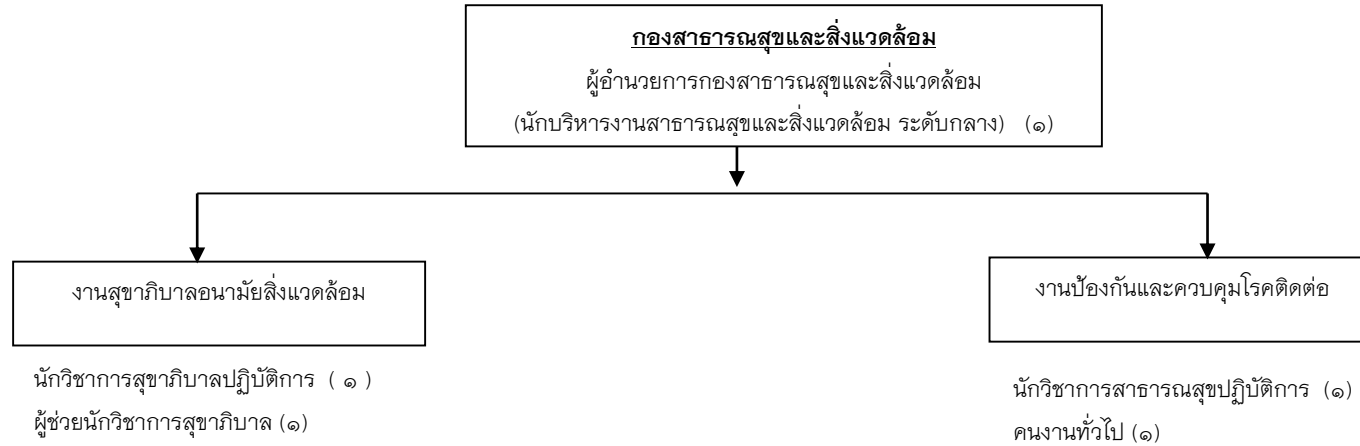 กองสาธารณสุขและสิ่งแวดล้อม
ผู้อำนวยการกองสาธารณสุขและสิ่งแวดล้อม
(นักบริหารงานสาธารณสุขและสิ่งแวดล้อม ระดับกลาง) (๑)
งานสุขาภิบาลอนามัยสิ่งแวดล้อม
นักวิชาการสุขาภิบาลปฏิบัติการ ( ๑ )
ผู้ช่วยนักวิชาการสุขาภิบาล (๑)
งานป้องกันและควบคุมโรคติดต่อ
นักวิชาการสาธารณสุขปฏิบัติการ (๑)
คนงานทั่วไป (๑)